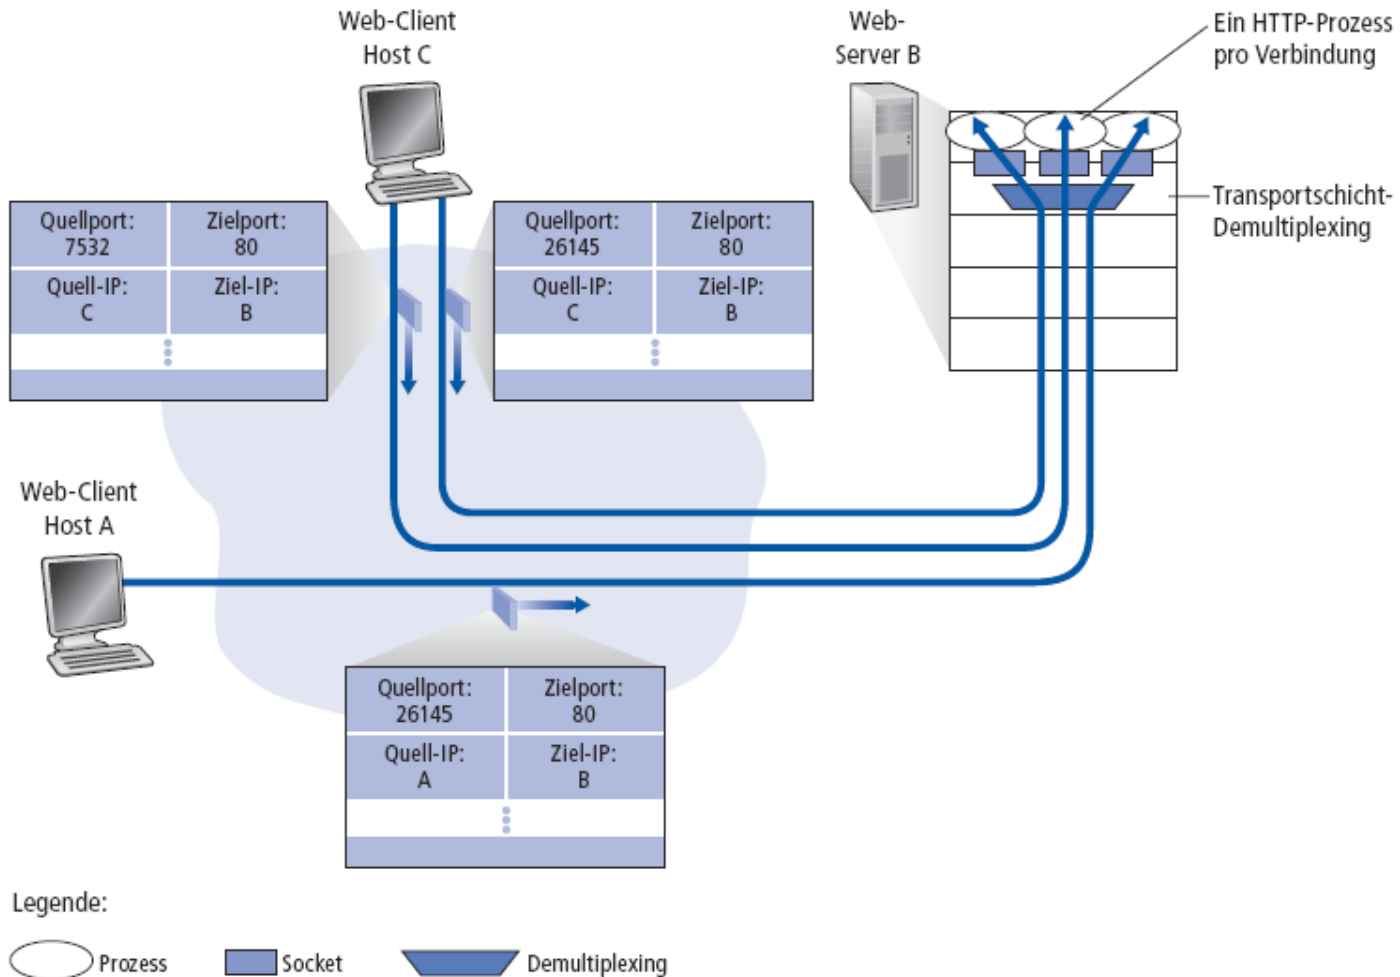 Web-Client
Host C
Web-
Server B
Ein HTTP-Prozess
pro Verbindung
Transportschicht-
Demultiplexing
Quellport:
7532
Zielport:
80
Quell-IP:
C
Ziel-IP:
B
Quellport:
26145
Zielport:
80
Quell-IP:
C
Ziel-IP:
B
Web-Client
Host A
Quellport:
26145
Zielport:
80
Quell-IP:
A
Ziel-IP:
B
Legende:
Prozess
Socket
Demultiplexing